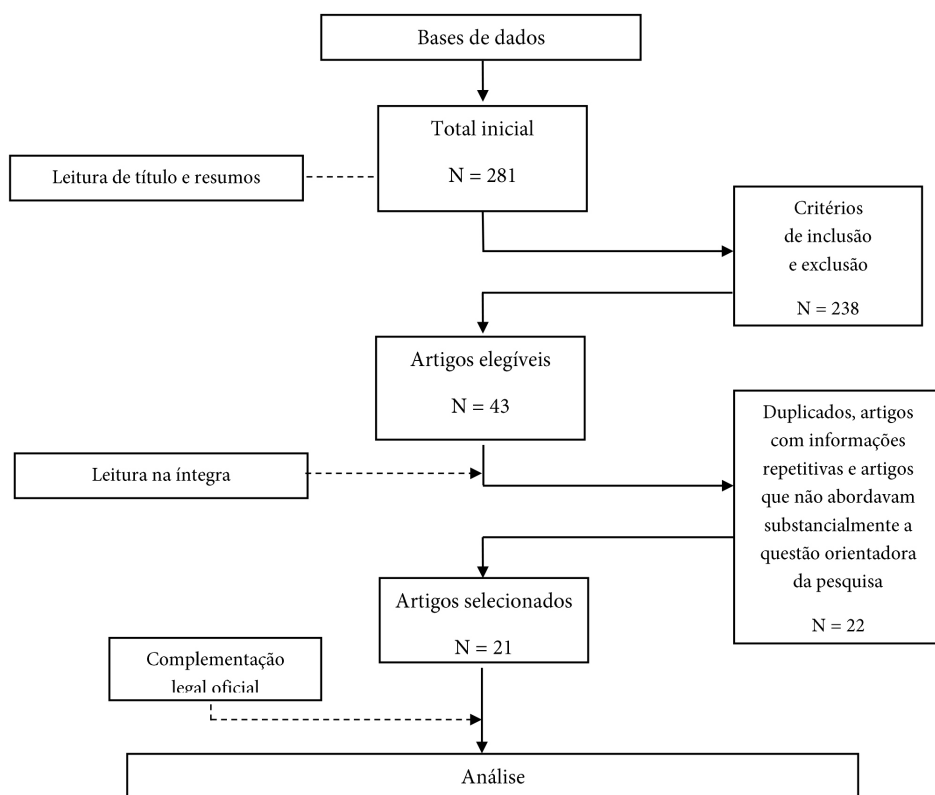 Bases de dados
Total inicial
N = 281
Leitura de título e resumos
Critérios
de inclusão
e exclusão
N = 238
Artigos elegíveis
N = 43
Duplicados, artigos
com informações
repetitivas e artigos
que não abordavam
substancialmente a
questão orientadora
da pesquisa
N = 22
Leitura na íntegra
Artigos selecionados
N = 21
Complementação
legal oficial
Análise